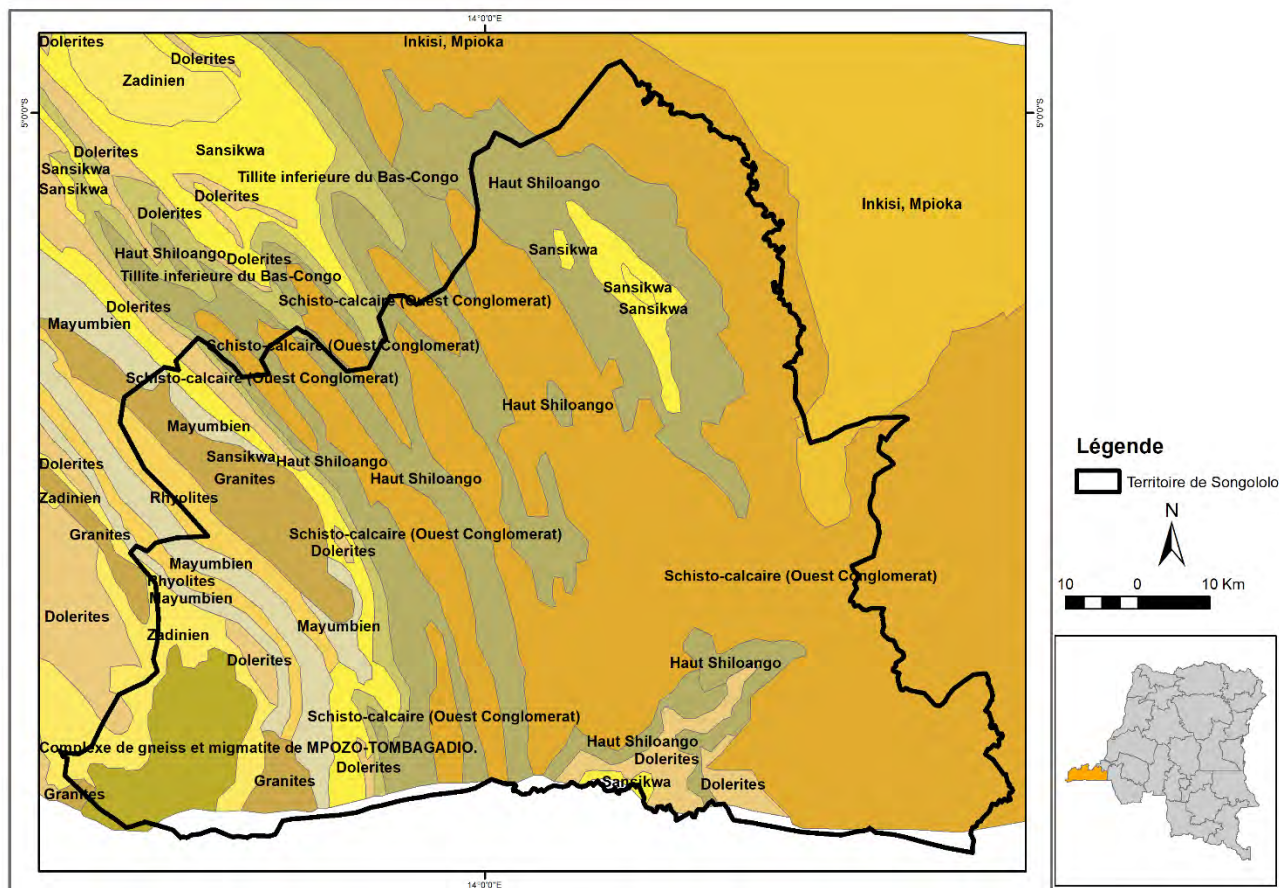 14°0'0"E
Dolerites
Inkisi, Mpioka
Dolerites
Zadinien
5°0'0"S
5°0'0"S
Dolerites
Sansikwa
Sansikwa
Tillite inferieure du Bas-Congo
Haut Shiloango
Sansikwa
Dolerites
Inkisi, Mpioka
Dolerites
Haut Shiloango
Dolerites
Sansikwa
Tillite inferieure du Bas-Congo
Sansikwa
Dolerites
Schisto-calcaire (Ouest Conglomerat)
Sansikwa
Mayumbien
Schisto-calcaire (Ouest Conglomerat)
Schisto-calcaire (Ouest Conglomerat)
Haut Shiloango
Mayumbien
Sansikwa
Haut Shiloango
Dolerites
Granites
Haut Shiloango
Zadinien
Rhyolites
Granites
Schisto-calcaire (Ouest Conglomerat)
Dolerites
Mayumbien
Schisto-calcaire (Ouest Conglomerat)
Rhyolites
Mayumbien
Dolerites
Mayumbien
Zadinien
Dolerites
Haut Shiloango
Schisto-calcaire (Ouest Conglomerat)
Haut Shiloango
Complexe de gneiss et migmatite de MPOZO-TOMBAGADIO.
Dolerites
Dolerites
Granites
Sansikwa
Dolerites
Granites
14°0'0"E
Légende
Territoire de Songololo
N
10 0 10 Km